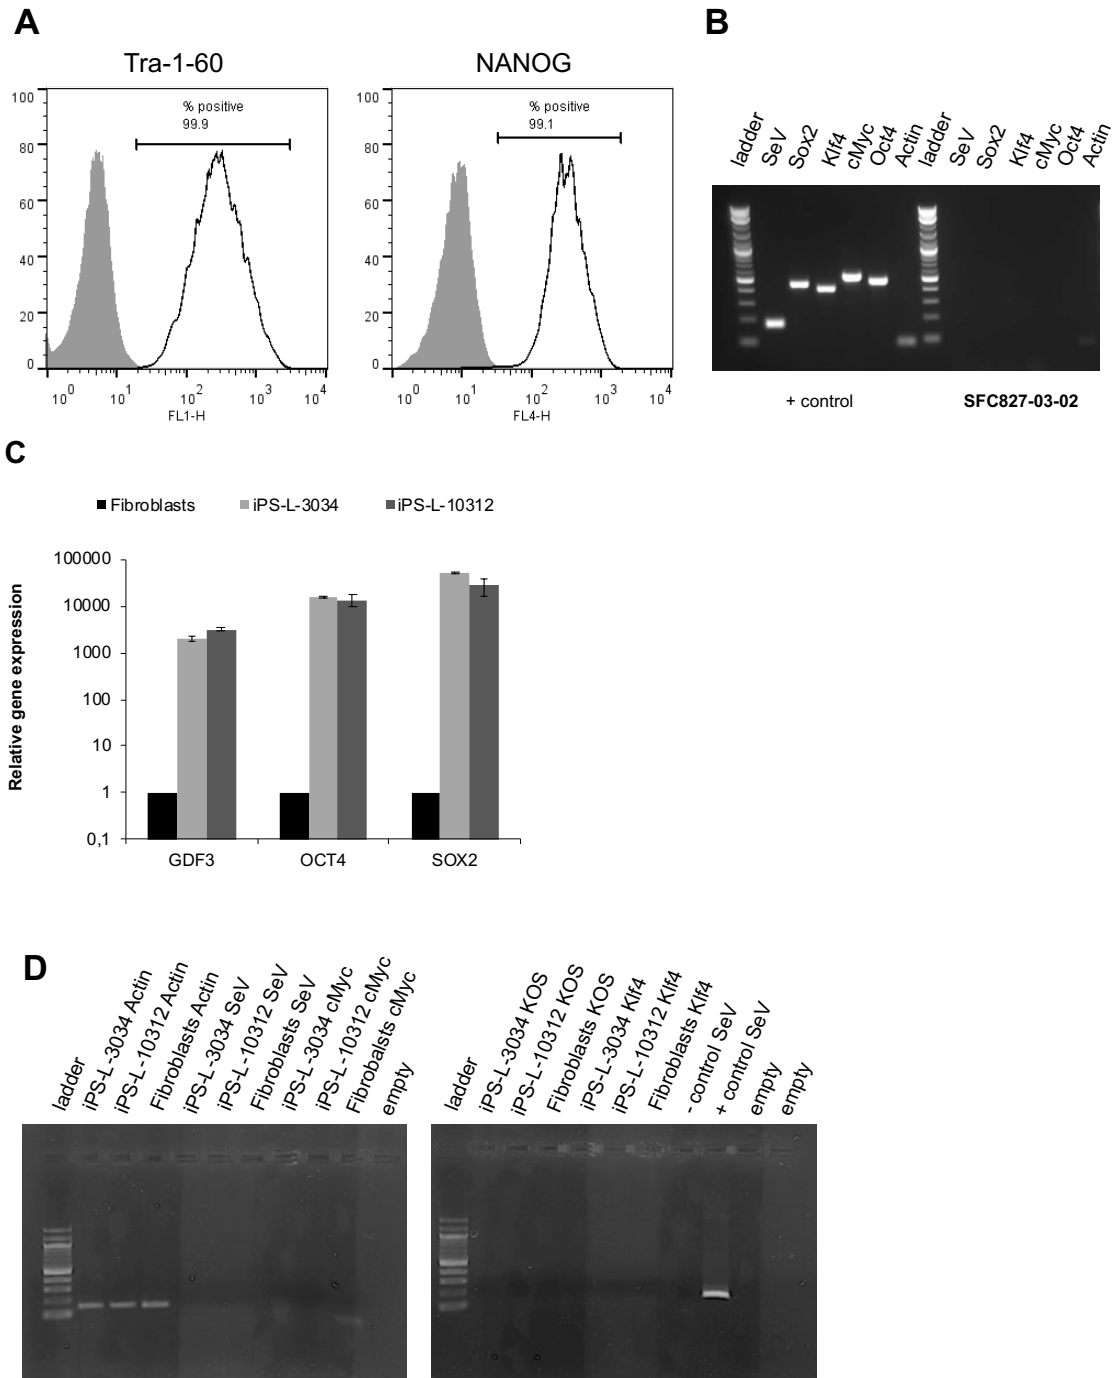 A
B
Tra-1-60
NANOG
100
80
60
40
20
0
% positive
99.9
10^0 10^1 10^2 10^3 10^4
FL1-H
100
80
60
40
20
0
% positive
99.1
10^0 10^1 10^2 10^3 10^4
FL4-H
ladder
SeV
Sox2
Klf4
cMyc
Oct4
Actin
ladder
SeV
Sox2
Klf4
cMyc
Oct4
Actin
+ control
SFC827-03-02
C
Fibroblasts
iPS-L-3034
iPS-L-10312
Relative gene expression
100000
10000
1000
100
10
1
0,1
GDF3
OCT4
SOX2
D
ladder
iPS-L-3034 Actin
iPS-L-10312 Actin
Fibroblasts Actin
iPS-L-3034 SeV
iPS-L-10312 SeV
Fibroblasts SeV
iPS-L-3034 cMyc
iPS-L-10312 cMyc
Fibrobalsts cMyc
empty
ladder
iPS-L-3034 KOS
iPS-L-10312 KOS
Fibroblasts KOS
iPS-L-3034 Klf4
iPS-L-10312 Klf4
Fibroblasts Klf4
- control SeV
+ control SeV
empty
empty